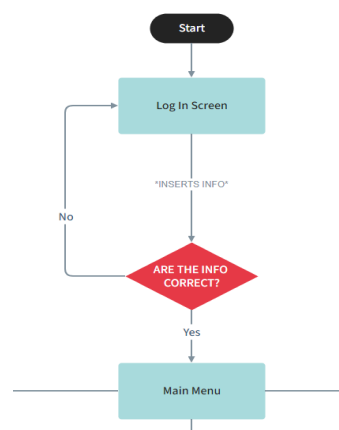 Start
Log In Screen
*INSERTS INFO*
No
ARE THE INFO
CORRECT?
Yes
Main Menu